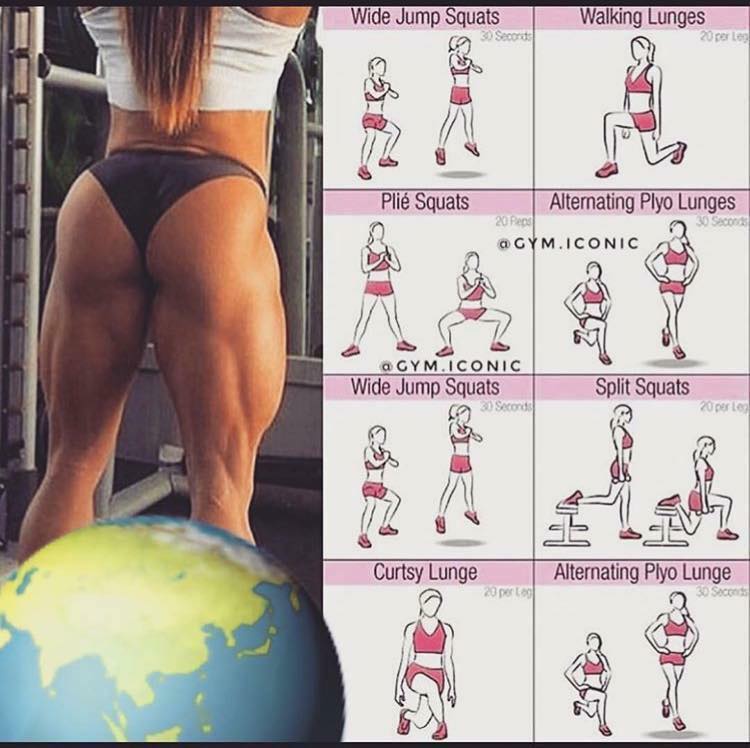 Wide Jump Squats
30 Seconds
Walking Lunges
20 per Leg
Plié Squats
20 Reps
Alternating Plyo Lunges
30 Seconds
@GYM.ICONIC
@GYM.ICONIC
Wide Jump Squats
30 Seconds
Split Squats
20 per Leg
Curtsy Lunge
20 per Leg
Alternating Plyo Lunge
30 Seconds